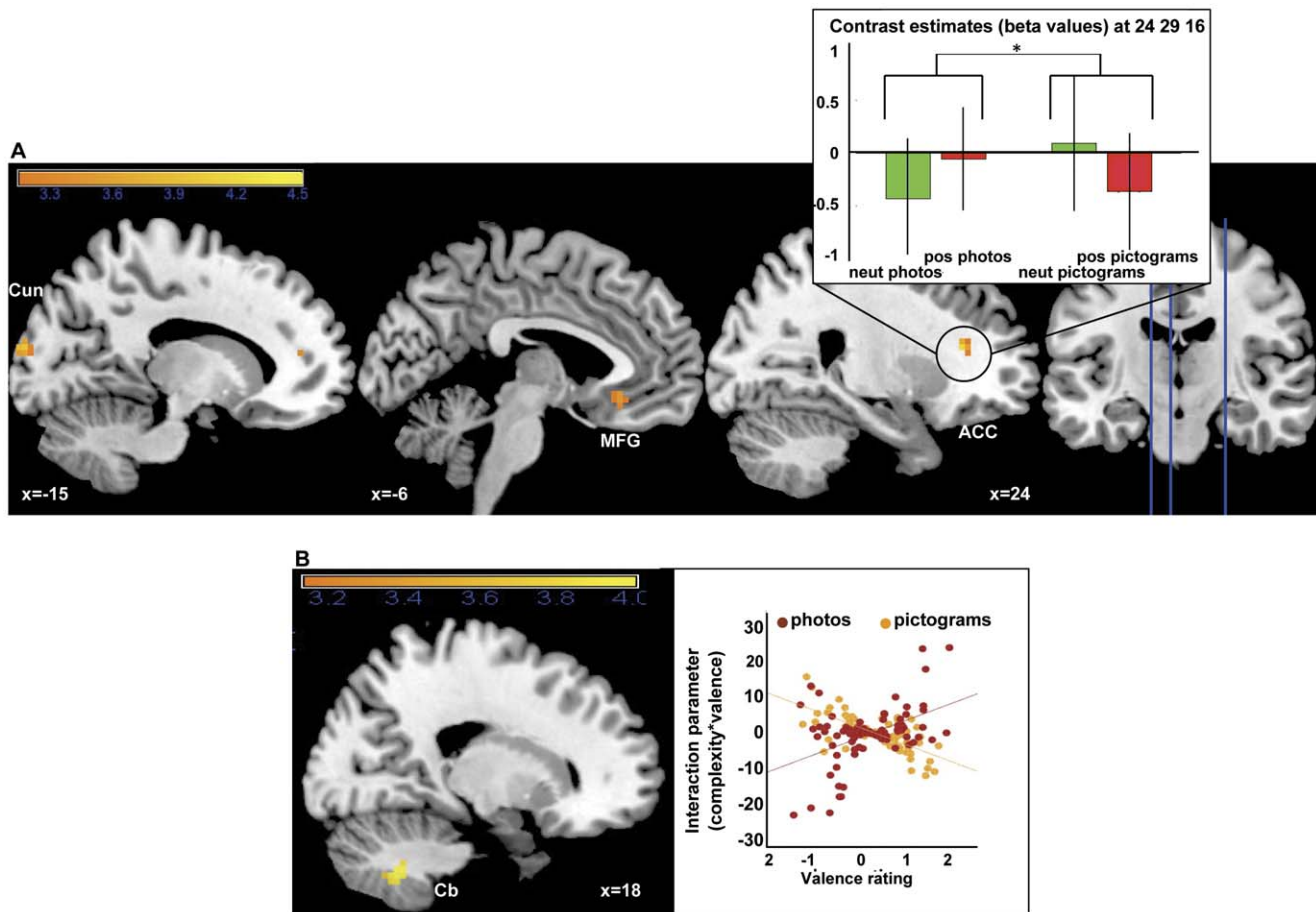 Contrast estimates (beta values) at 24 29 16
1
*
0.5
0
-0.5
-1
pos photos
pos pictograms
neut photos
neut pictograms
A
3.3 3.6 3.9 4.2 4.5
Cun
MFG
ACC
x=-15
x=-6
x=24
B
3.2 3.4 3.6 3.8 4.0
Cb
x=18
photos
pictograms
30
20
10
0
-10
-20
-30
Interaction parameter
(complexity*valence)
2 -1 0 1 2
Valence rating